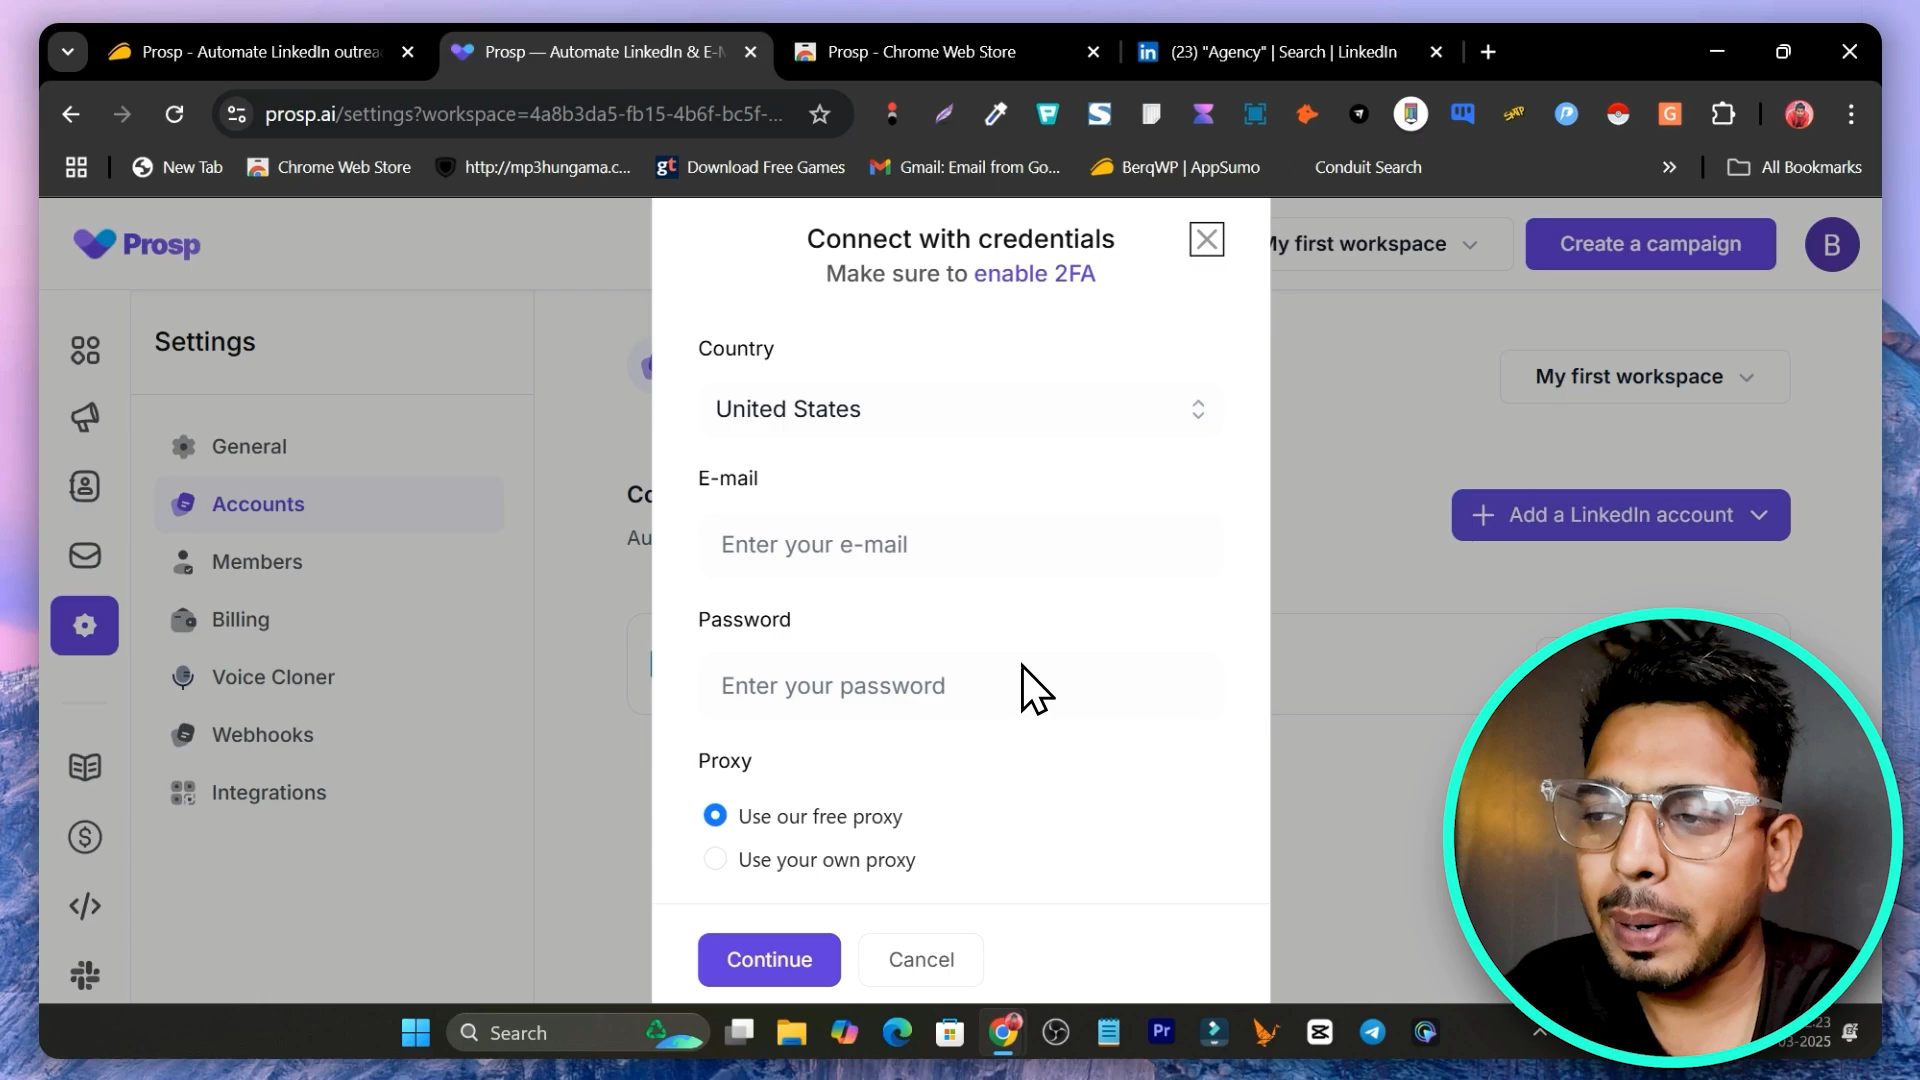 Prosp - Automate LinkedIn outrea
Prosp — Automate LinkedIn & E-M
Prosp - Chrome Web Store
(23) "Agency" | Search | LinkedIn
prosp.ai/settings?workspace=4a8b3da5-fb15-4b6f-bc5f-...
New Tab
Chrome Web Store
http://mp3hungama.c...
Download Free Games
Gmail: Email from Go...
BerqWP | AppSumo
Conduit Search
All Bookmarks
Prosp
Connect with credentials
Make sure to enable 2FA
My first workspace
Create a campaign
B
Settings
General
Accounts
Members
Billing
Voice Cloner
Webhooks
Integrations
Country
United States
E-mail
Enter your e-mail
Password
Enter your password
Proxy
Use our free proxy
Use your own proxy
Continue
Cancel
My first workspace
Co
Au
+ Add a LinkedIn account
Search
Pr